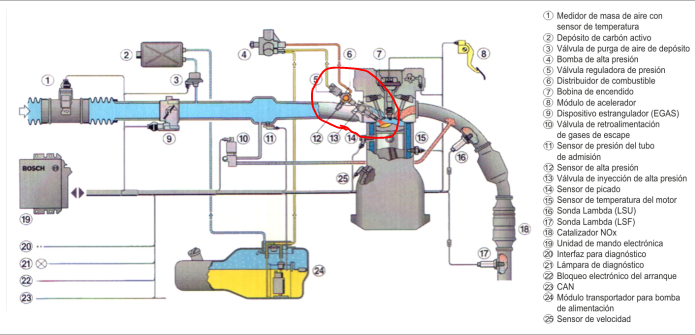 ① Medidor de masa de aire con
sensor de temperatura
② Depósito de carbón activo
③ Válvula de purga de aire de depósito
④ Bomba de alta presión
⑤ Válvula reguladora de presión
⑥ Distribuidor de combustible
⑦ Bobina de encendido
⑧ Módulo de acelerador
⑨ Dispositivo estrangulador (EGAS)
⑩ Válvula de retroalimentación
de gases de escape
⑪ Sensor de presión del tubo
de admisión
⑫ Sensor de alta presión
⑬ Válvula de inyección de alta presión
⑭ Sensor de picado
⑮ Sensor de temperatura del motor
⑯ Sonda Lambda (LSU)
⑰ Sonda Lambda (LSF)
⑱ Catalizador NOx
⑲ Unidad de mando electrónica
⑳ Interfaz para diagnóstico
㉑ Lámpara de diagnóstico
㉒ Bloqueo electrónico del arranque
㉓ CAN
㉔ Módulo transportador para bomba
de alimentación
㉕ Sensor de velocidad
②
④
⑥
⑦
⑧
①
③
⑤
⑨
⑩
⑪
⑫
⑬
⑭
⑮
⑯
BOSCH
㉕
⑲
⑱
⑳
㉑
㉒
㉓
㉔
⑰